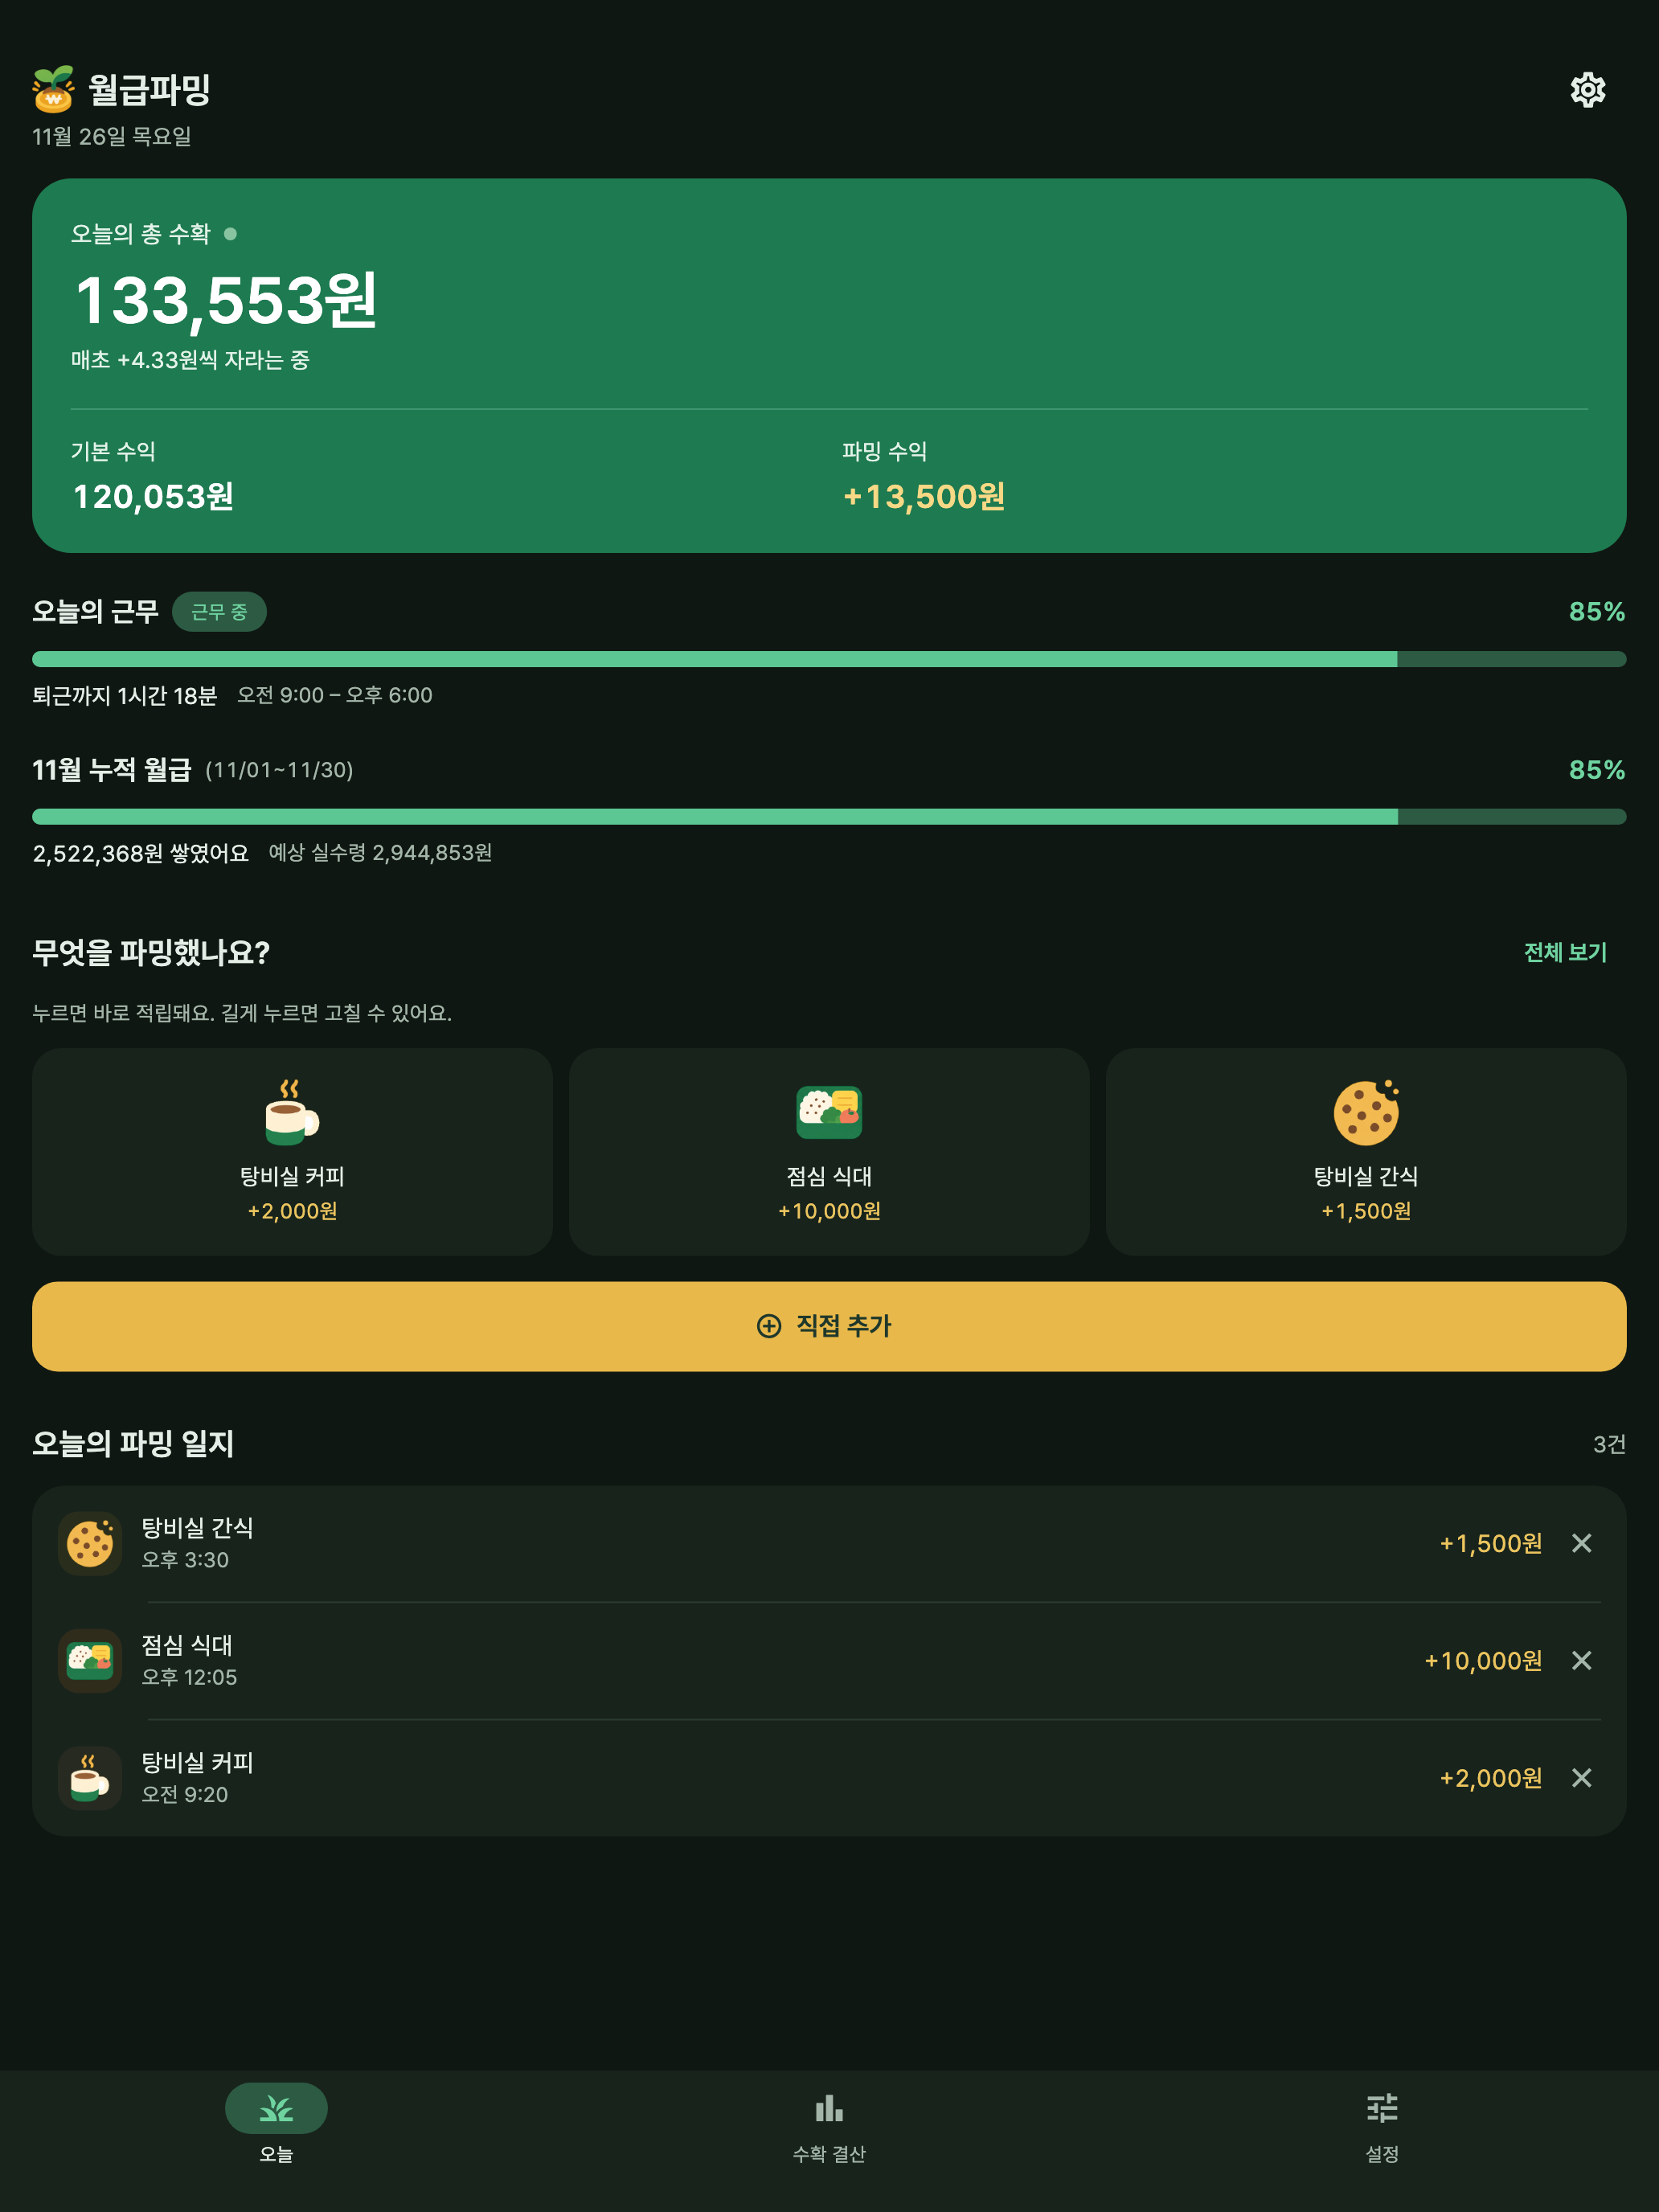 월급파밍
11월 26일 목요일
오늘의 총 수확
133,553원
매초 +4.33원씩 자라는 중
기본 수익
120,053원
파밍 수익
+13,500원
오늘의 근무
근무 중
85%
퇴근까지 1시간 18분
오전 9:00 – 오후 6:00
11월 누적 월급
(11/01~11/30)
85%
2,522,368원 쌓였어요
예상 실수령 2,944,853원
무엇을 파밍했나요?
전체 보기
누르면 바로 적립돼요. 길게 누르면 고칠 수 있어요.
탕비실 커피
+2,000원
점심 식대
+10,000원
탕비실 간식
+1,500원
직접 추가
오늘의 파밍 일지
3건
탕비실 간식
오후 3:30
+1,500원
점심 식대
오후 12:05
+10,000원
탕비실 커피
오전 9:20
+2,000원
오늘
수확 결산
설정